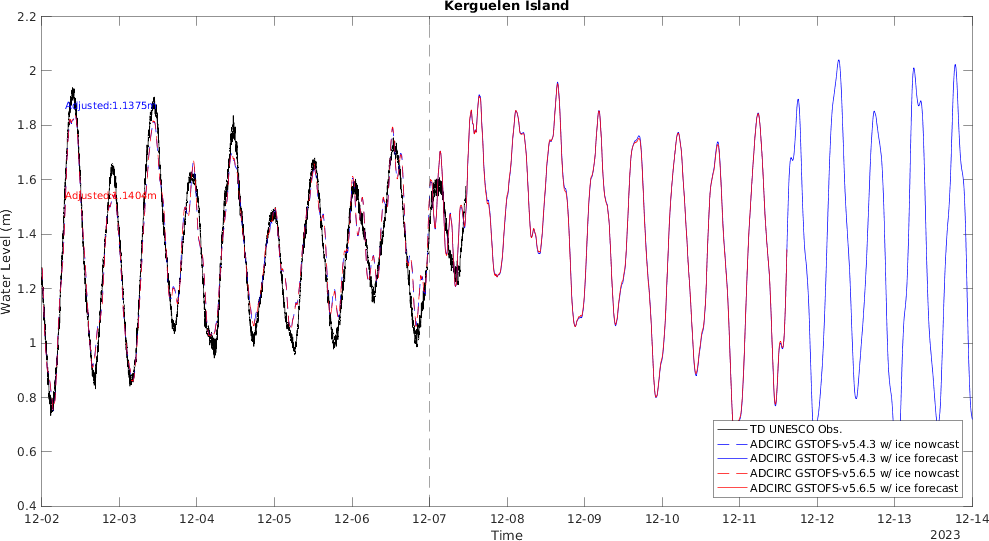 Kerguelen Island
2.2
2
1.8
1.6
1.4
1.2
1
0.8
0.6
0.4
Water Level (m)
Adjusted:1.1375m
Adjusted:1.1404m
TD UNESCO Obs.
ADCIRC GSTOFS-v5.4.3 w/ ice nowcast
ADCIRC GSTOFS-v5.4.3 w/ ice forecast
ADCIRC GSTOFS-v5.6.5 w/ ice nowcast
ADCIRC GSTOFS-v5.6.5 w/ ice forecast
12-02 12-03 12-04 12-05 12-06 12-07 12-08 12-09 12-10 12-11 12-12 12-13 12-14
Time
2023